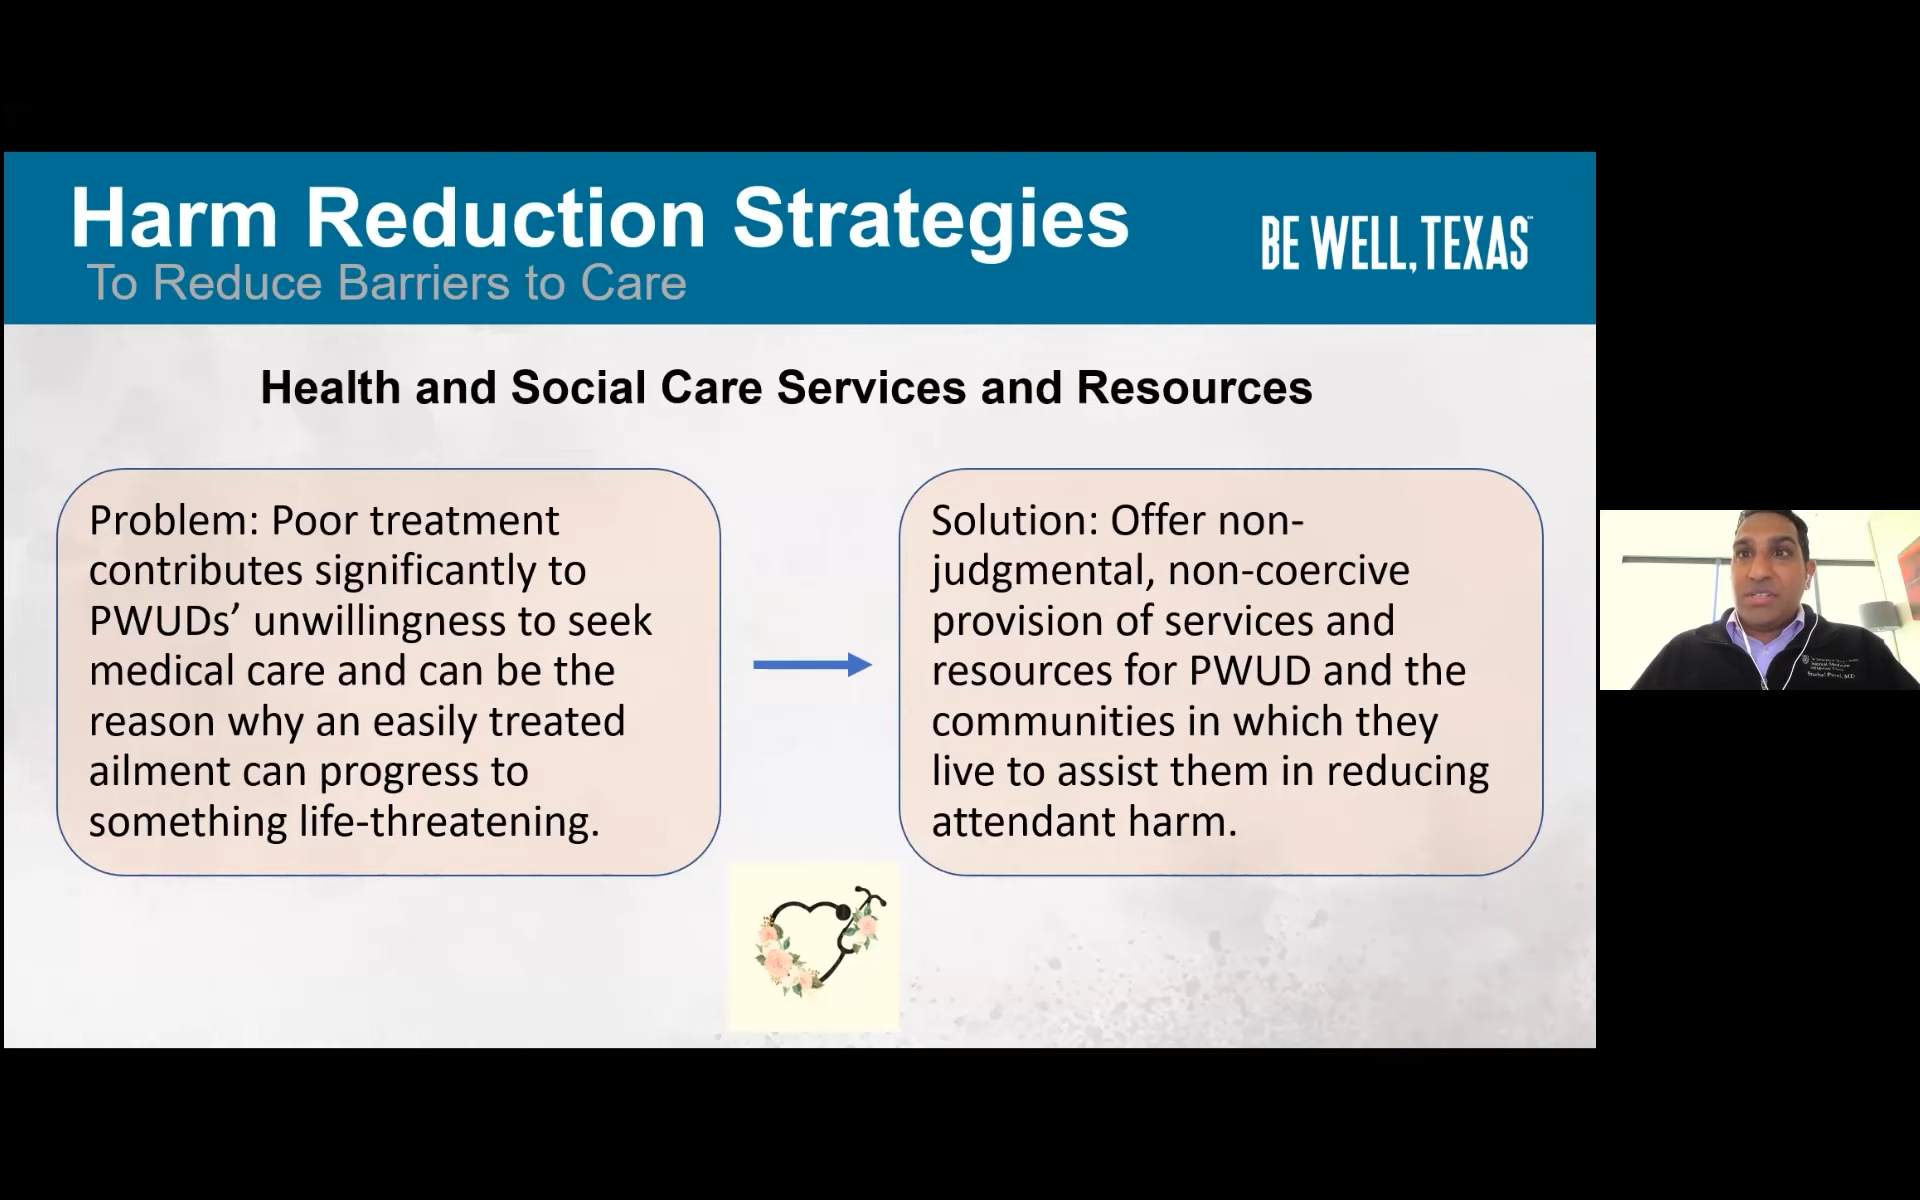 Harm Reduction Strategies
To Reduce Barriers to Care
BE WELL, TEXAS™
Health and Social Care Services and Resources
Problem: Poor treatment
contributes significantly to
PWUDs’ unwillingness to seek
medical care and can be the
reason why an easily treated
ailment can progress to
something life-threatening.
Solution: Offer non-
judgmental, non-coercive
provision of services and
resources for PWUD and the
communities in which they
live to assist them in reducing
attendant harm.